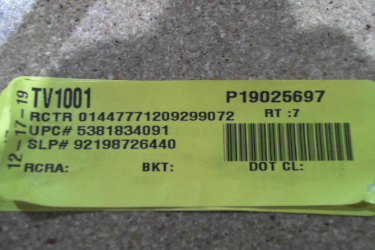 12-17-19
TV1001 P19025697
RCTR 01447771209299072 RT :7
UPC# 5381834091
SLP# 92198726440
RCRA: BKT: DOT CL: